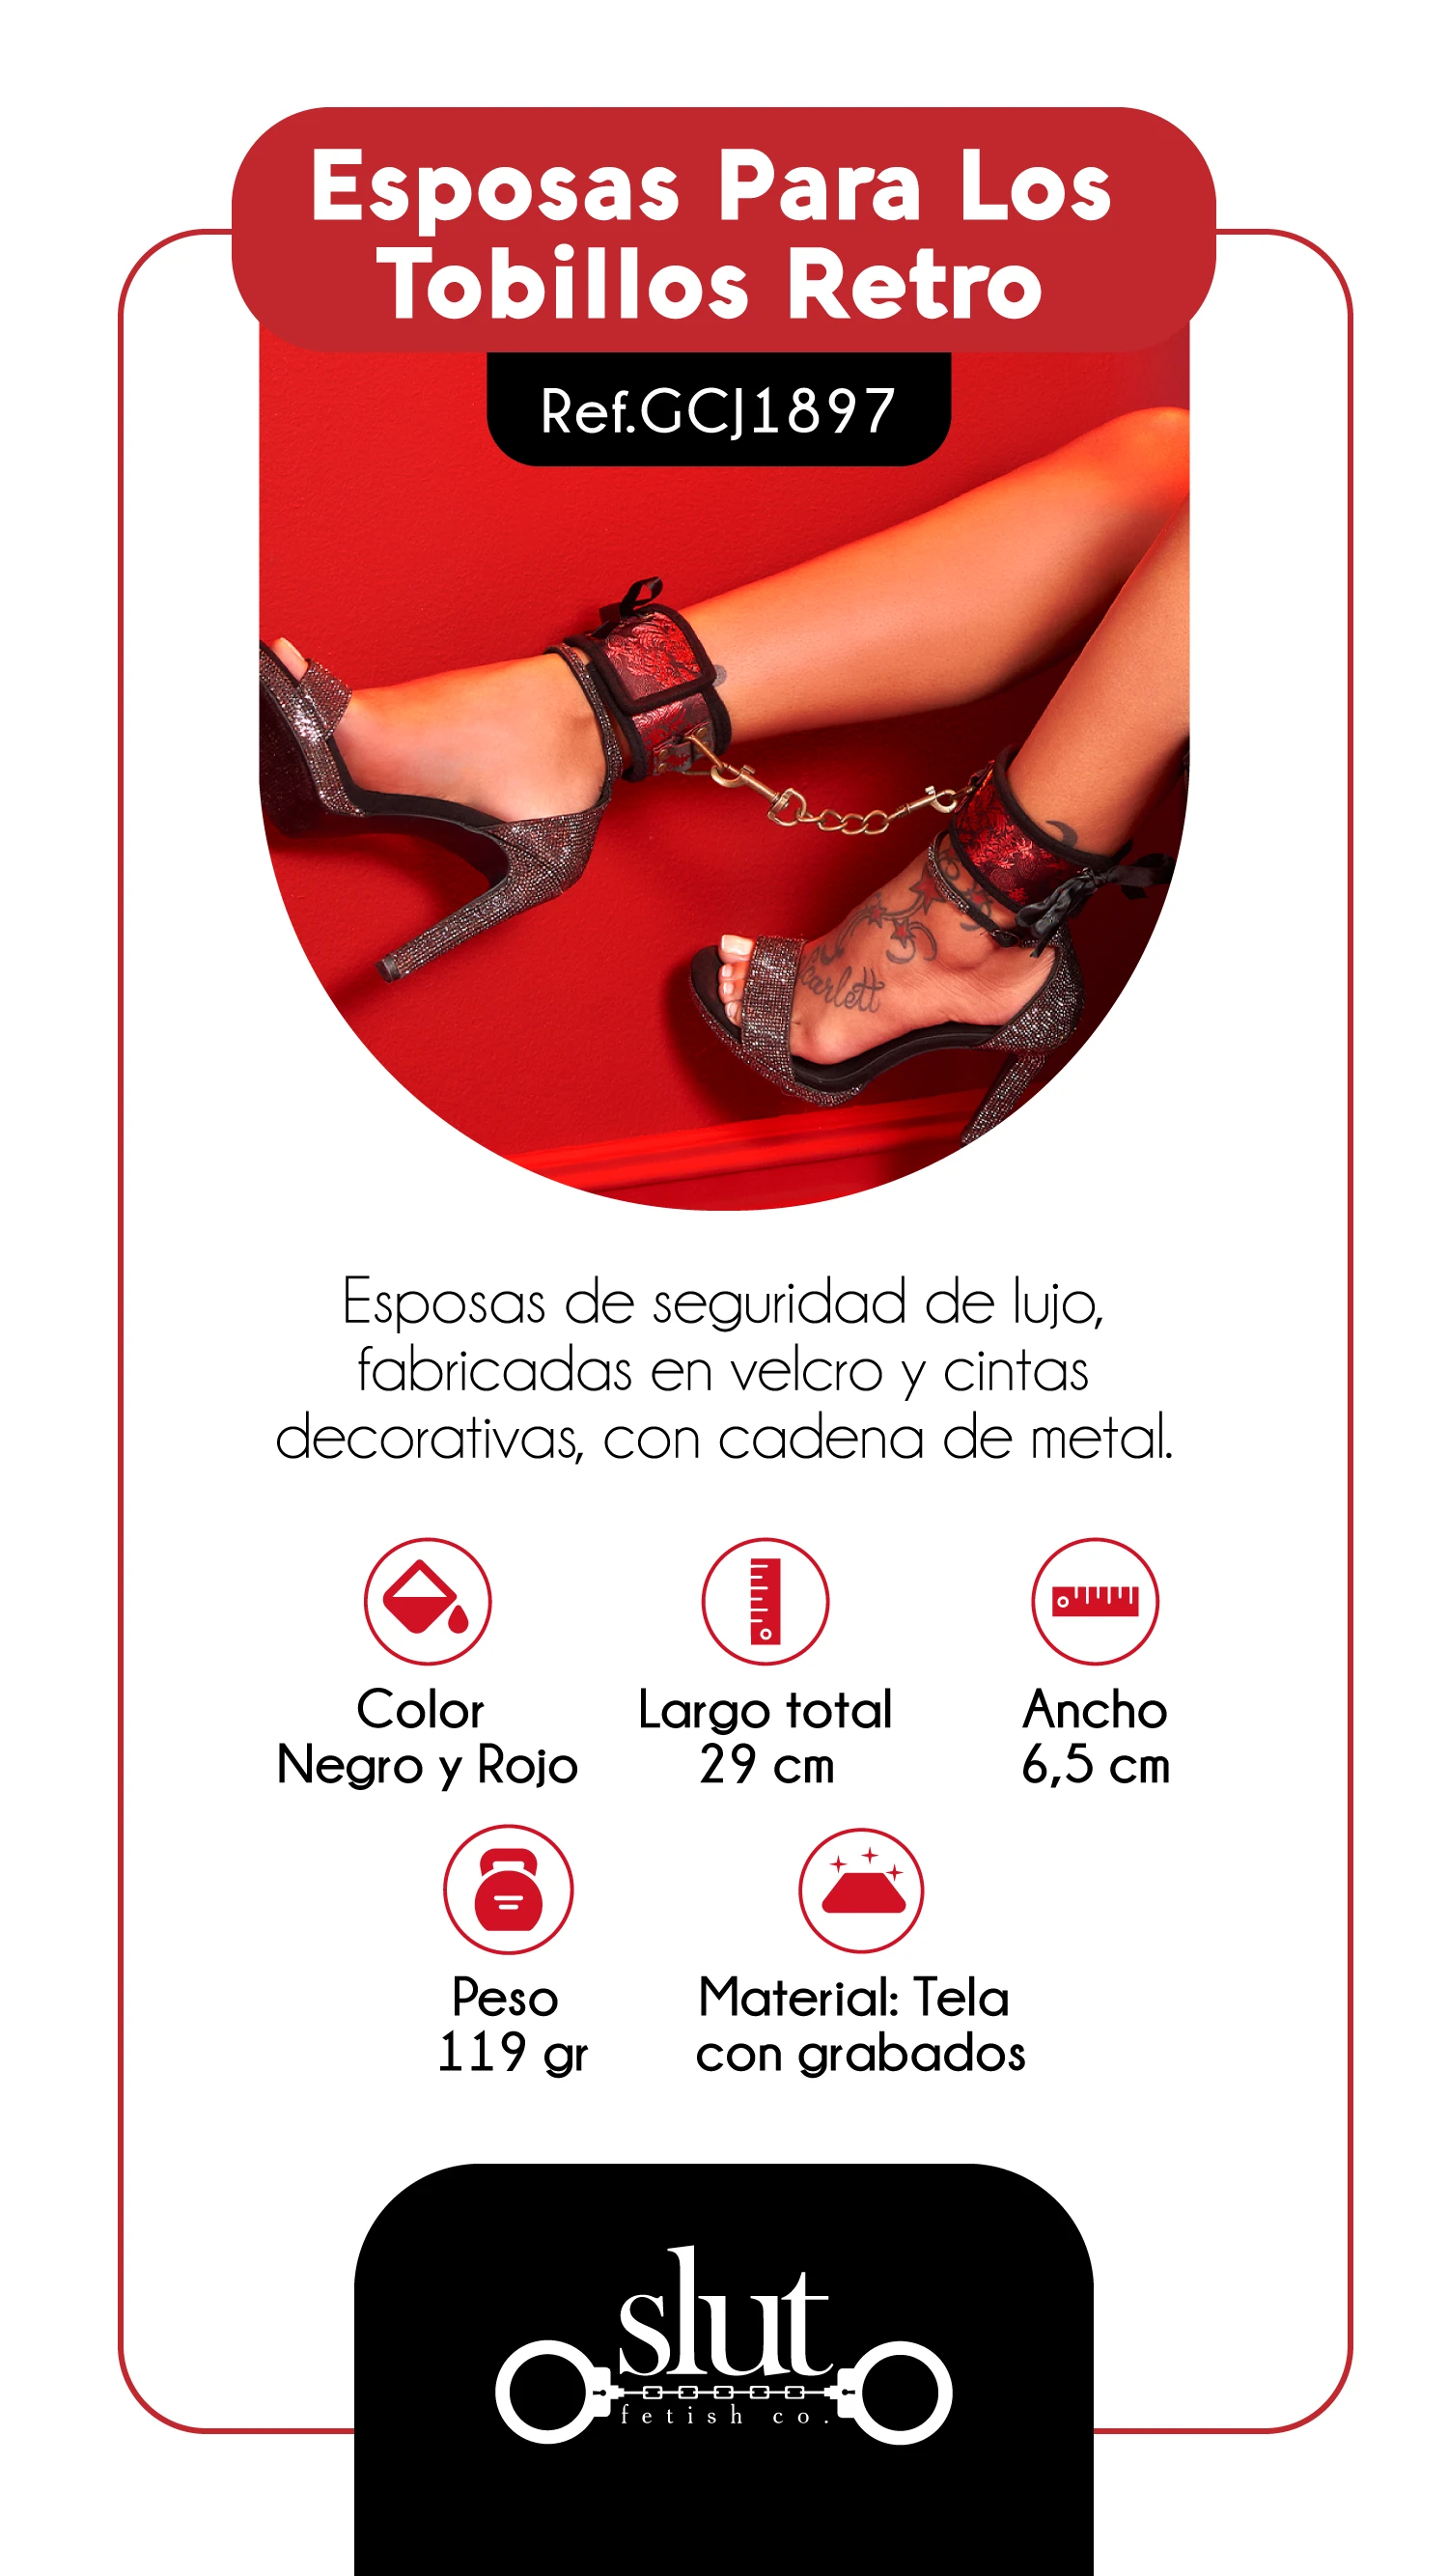 Esposas Para Los
Tobillos Retro
Ref.GCJ1897
carlett
Esposas de seguridad de lujo,
fabricadas en velcro y cintas
decorativas, con cadena de metal.
Color
Negro y Rojo
Largo total
29 cm
Ancho
6,5 cm
Peso
119 gr
Material: Tela
con grabados
slut
fetish co.